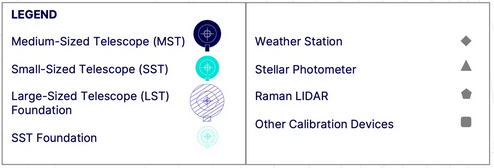 LEGEND
Medium-Sized Telescope (MST)
Small-Sized Telescope (SST)
Large-Sized Telescope (LST)
Foundation
SST Foundation
Weather Station
Stellar Photometer
Raman LIDAR
Other Calibration Devices